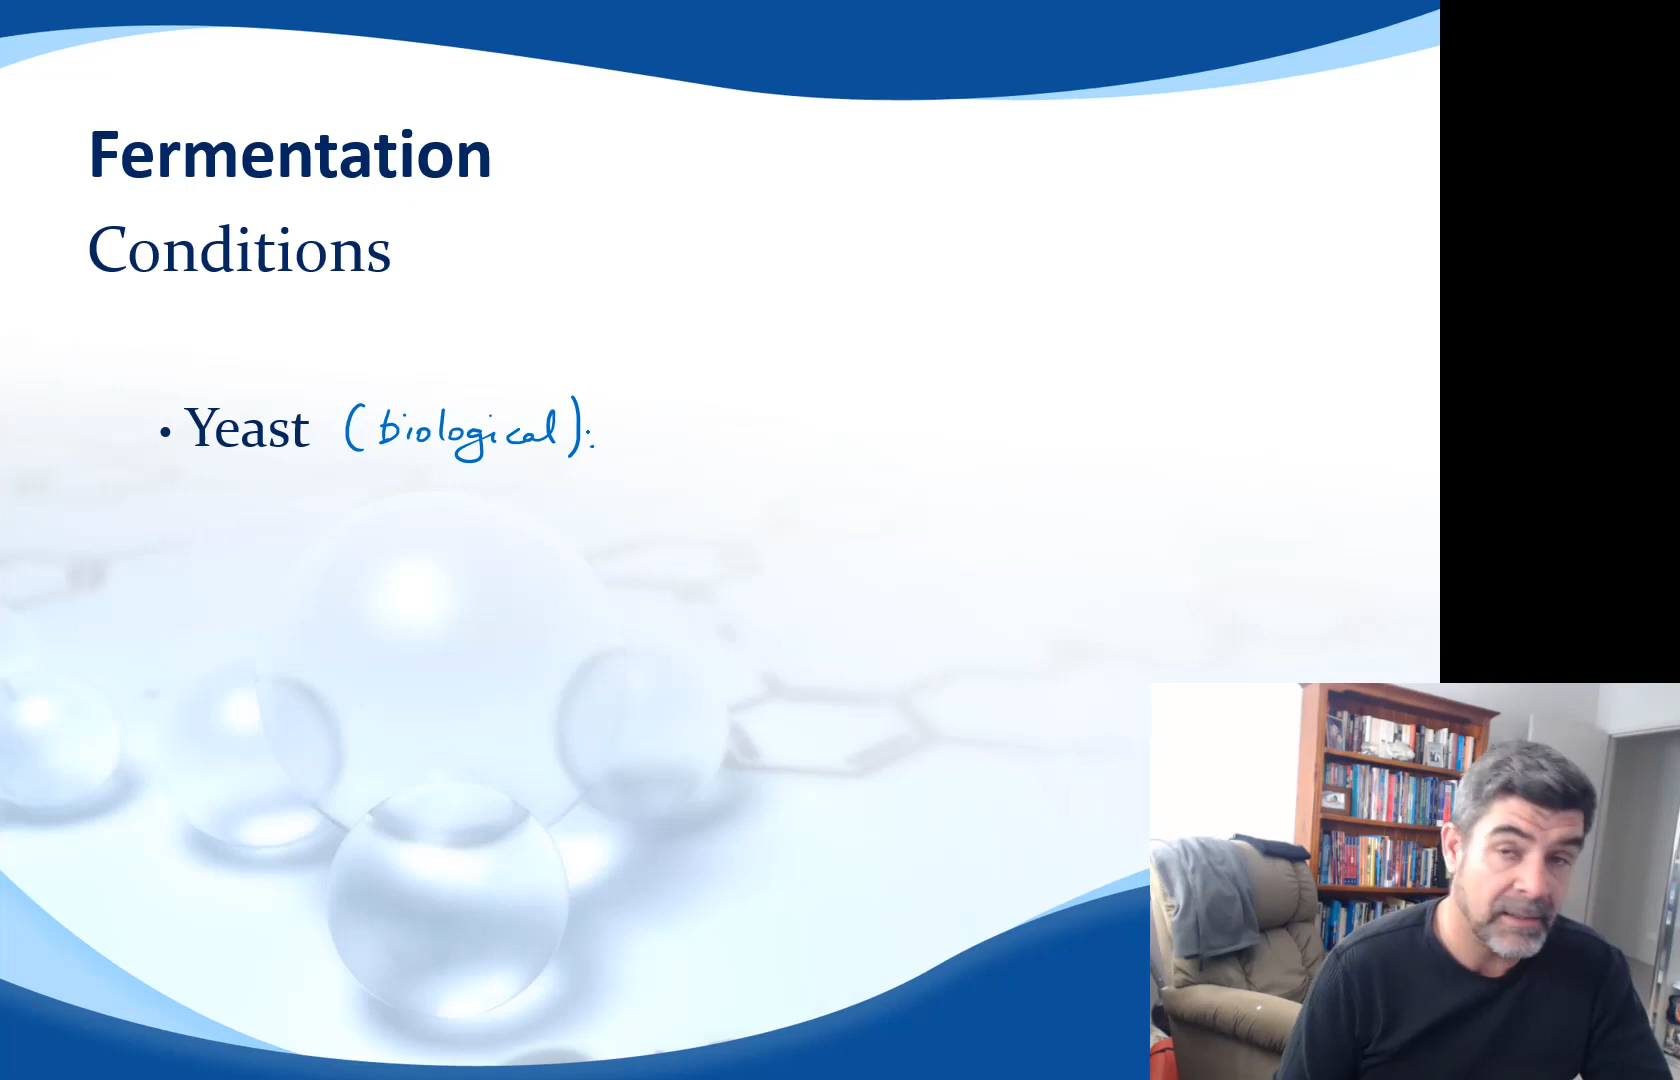 Fermentation
Conditions
• Yeast (biological):